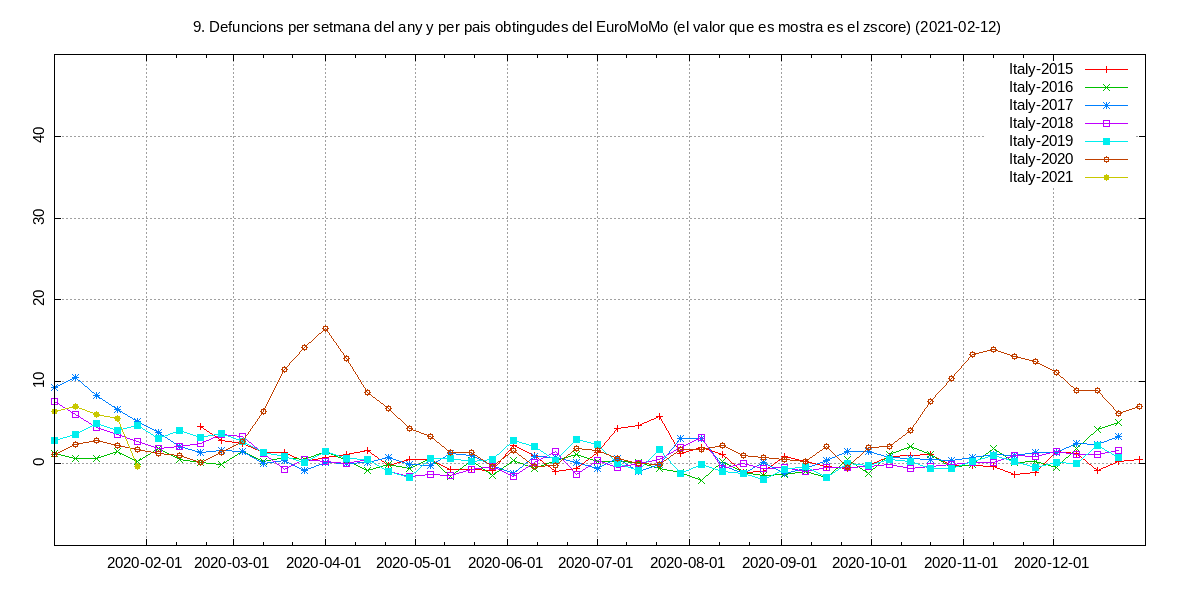 9. Defuncions per setmana del any y per pais obtingudes del EuroMoMo (el valor que es mostra es el zscore) (2021-02-12)
Italy-2015
Italy-2016
Italy-2017
Italy-2018
Italy-2019
Italy-2020
Italy-2021
40
30
20
10
0
2020-02-01 2020-03-01 2020-04-01 2020-05-01 2020-06-01 2020-07-01 2020-08-01 2020-09-01 2020-10-01 2020-11-01 2020-12-01